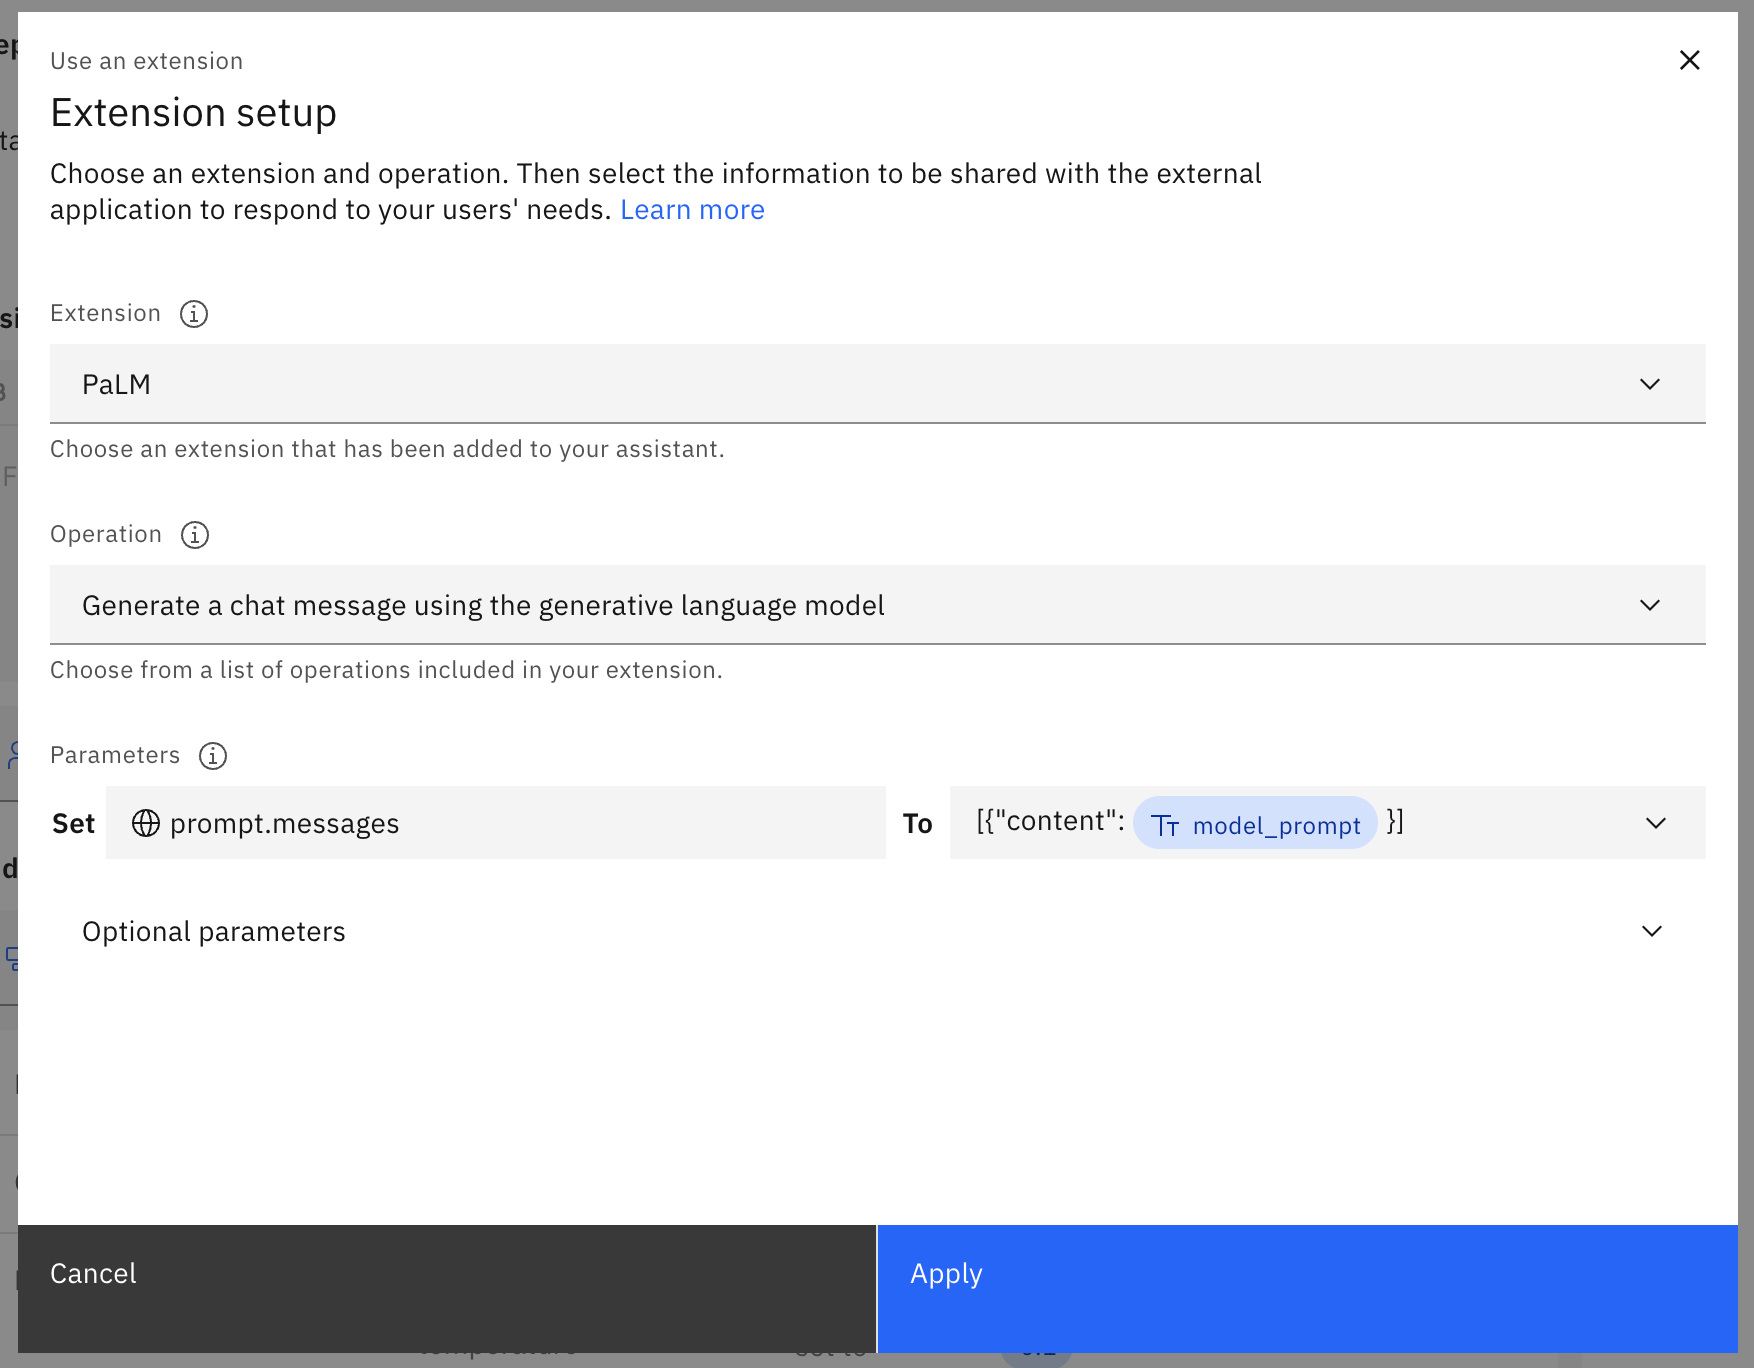 Use an extension
Extension setup
Choose an extension and operation. Then select the information to be shared with the external
application to respond to your users' needs. Learn more
Extension
PaLM
Choose an extension that has been added to your assistant.
Operation
Generate a chat message using the generative language model
Choose from a list of operations included in your extension.
Parameters
Set prompt.messages To [{"content": model_prompt }]
Optional parameters
Cancel Apply